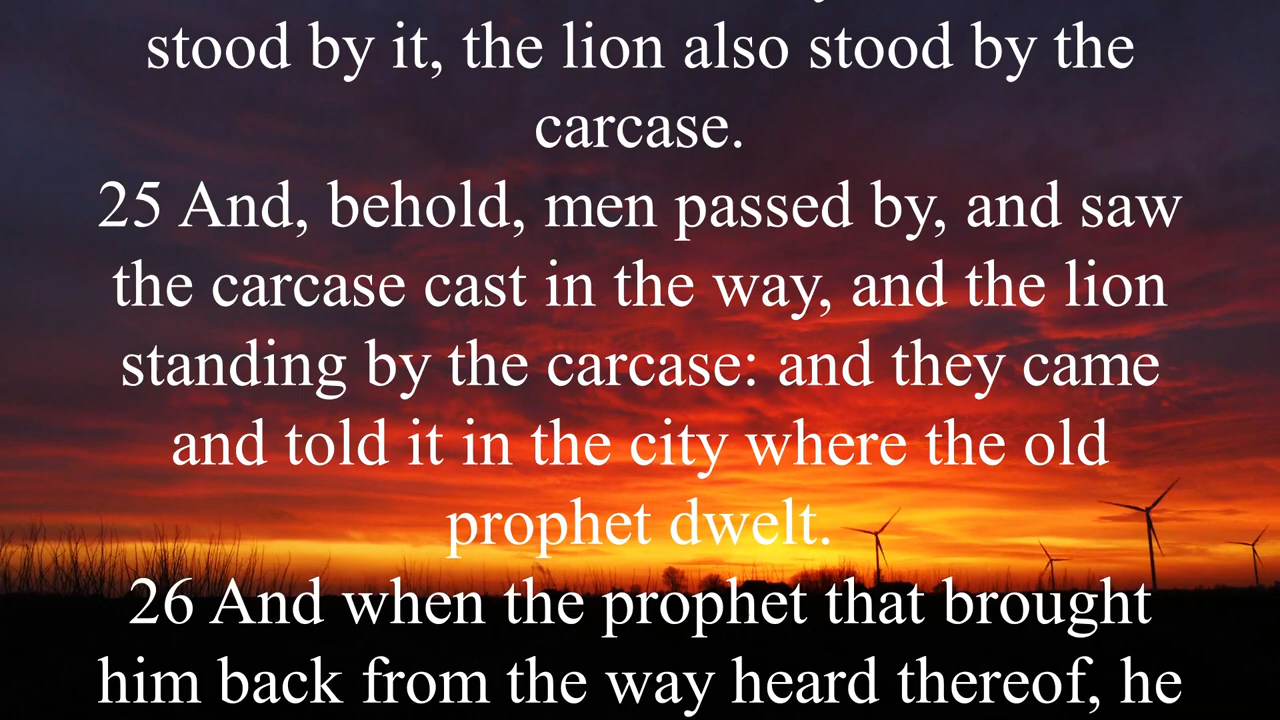 stood by it, the lion also stood by the
carcase.
25 And, behold, men passed by, and saw
the carcase cast in the way, and the lion
standing by the carcase: and they came
and told it in the city where the old
prophet dwelt.
26 And when the prophet that brought
him back from the way heard thereof, he